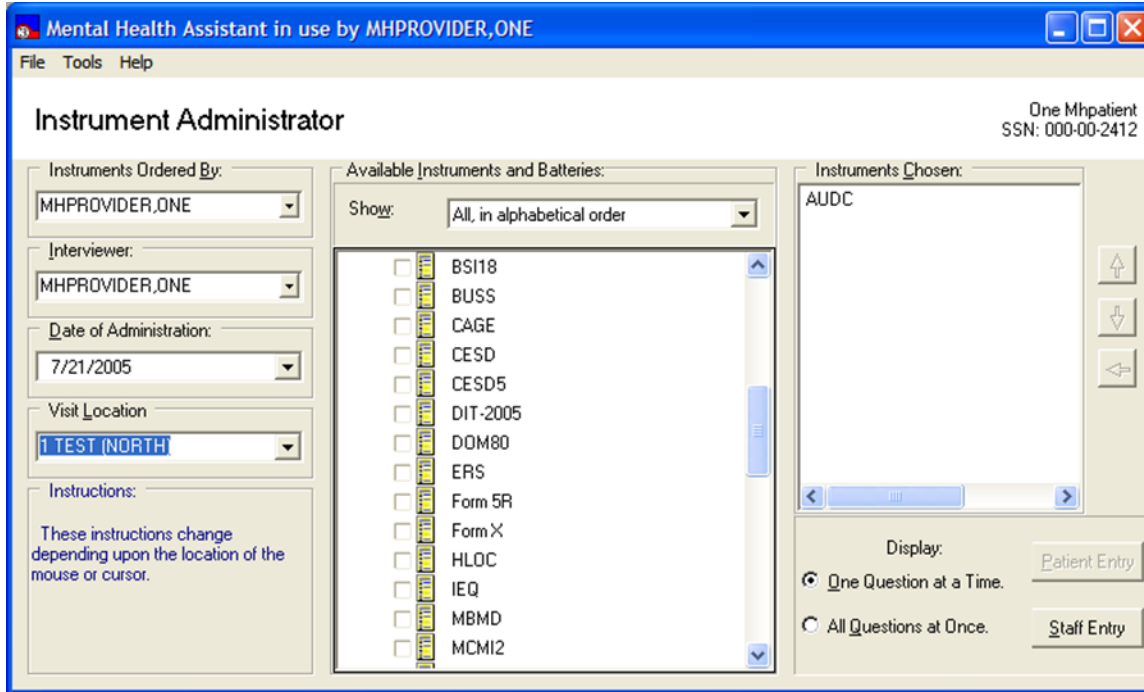 Mental Health Assistant in use by MHPROVIDER,ONE
File Tools Help
Instrument Administrator
One Mhpatient
SSN: 000-00-2412
Instruments Ordered By:
MHPROVIDER,ONE
Interviewer:
MHPROVIDER,ONE
Date of Administration:
7/21/2005
Visit Location
1 TEST (NORTH)
Instructions:
These instructions change
depending upon the location of the
mouse or cursor.
Available Instruments and Batteries:
Show: All, in alphabetical order
BSI18
BUSS
CAGE
CESD
CESD5
DIT-2005
DOM80
ERS
Form 5R
Form X
HLOC
IEQ
MBMD
MCMI2
Instruments Chosen:
AUDC
Display:
One Question at a Time.
All Questions at Once.
Patient Entry
Staff Entry